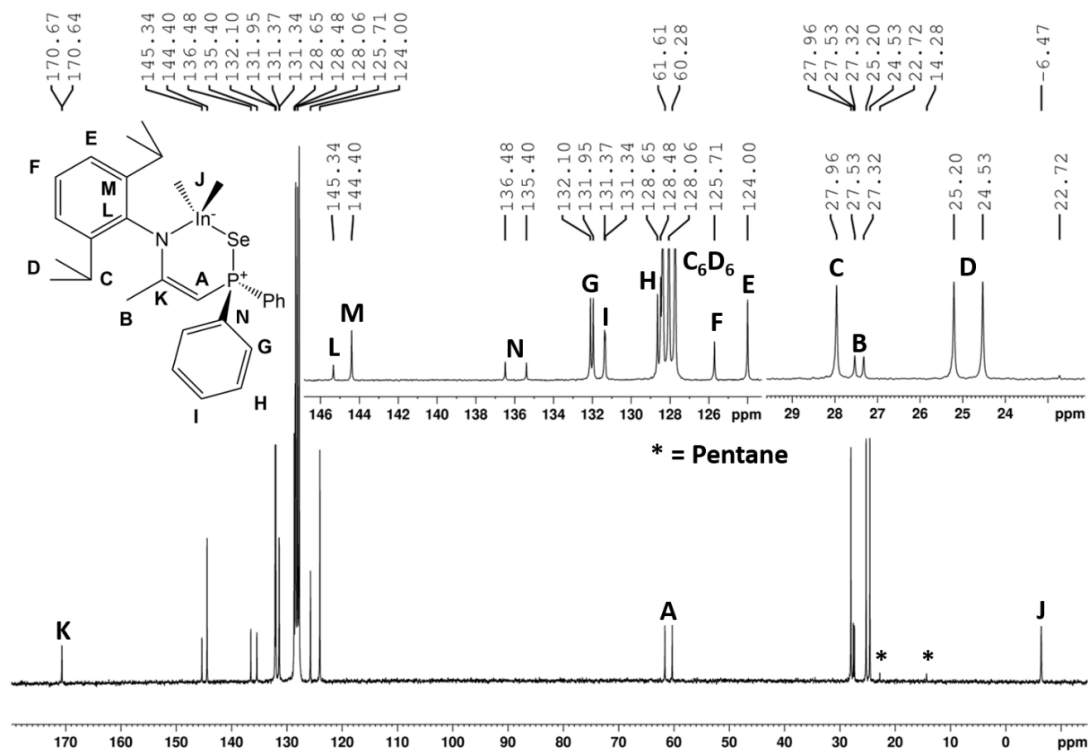 170.67
170.64
145.34
144.40
136.48
135.40
132.10
131.95
131.37
131.34
128.65
128.48
128.06
125.71
124.00
61.61
60.28
27.96
27.53
27.32
25.20
24.53
22.72
14.28
-6.47
E
F
M
J
L
In-
N
Se
D
C
A
P+
Ph
K
B
N
G
H
I
145.34
144.40
136.48
135.40
132.10
131.95
131.37
131.34
128.65
128.48
128.06
125.71
124.00
27.96
27.53
27.32
25.20
24.53
22.72
L
M
N
G
I
H
C6D6
F
E
C
B
D
146 144 142 140 138 136 134 132 130 128 126 ppm
29 28 27 26 25 24 ppm
* = Pentane
K
A
* *
J
170 160 150 140 130 120 110 100 90 80 70 60 50 40 30 20 10 ppm